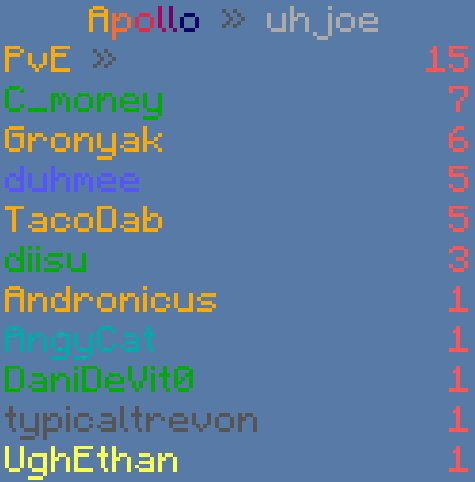 Apollo » uh_joe
PvE » 15
C_money 7
Gronyak 6
duhmee 5
TacoDab 5
diisu 3
Andronicus 1
AngyCat 1
DaniDeVit0 1
typicaltrevon 1
UghEthan 1